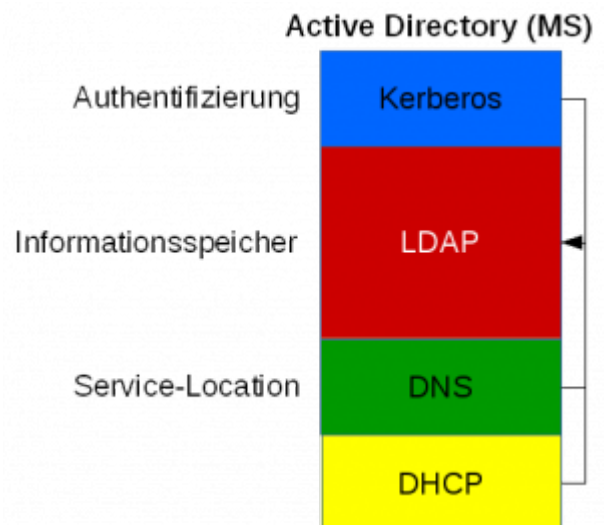 Active Directory (MS)
Authentifizierung Kerberos
Informationsspeicher LDAP
Service-Location DNS
DHCP